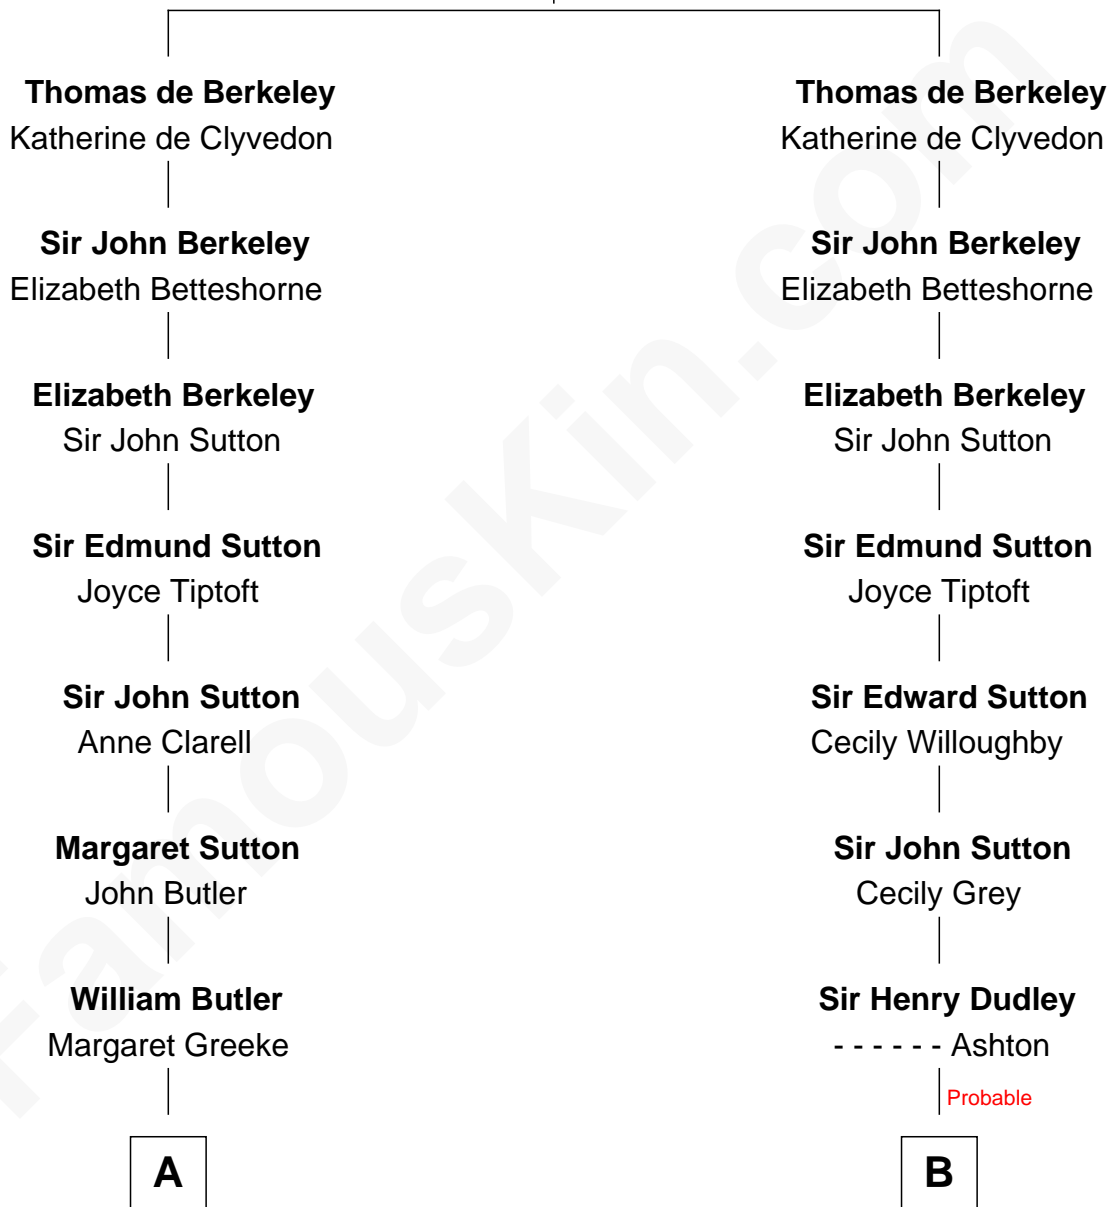 Thomas de Berkeley
Katherine de Clyvedon
Sir John Berkeley
Elizabeth Betteshorne
Elizabeth Berkeley
Sir John Sutton
Sir Edmund Sutton
Joyce Tiptoft
Sir John Sutton
Anne Clarell
Margaret Sutton
John Butler
William Butler
Margaret Greeke
A
Thomas de Berkeley
Katherine de Clyvedon
Sir John Berkeley
Elizabeth Betteshorne
Elizabeth Berkeley
Sir John Sutton
Sir Edmund Sutton
Joyce Tiptoft
Sir Edward Sutton
Cecily Willoughby
Sir John Sutton
Cecily Grey
Sir Henry Dudley
- - - - - - Ashton
Probable
B
FamousKin.com